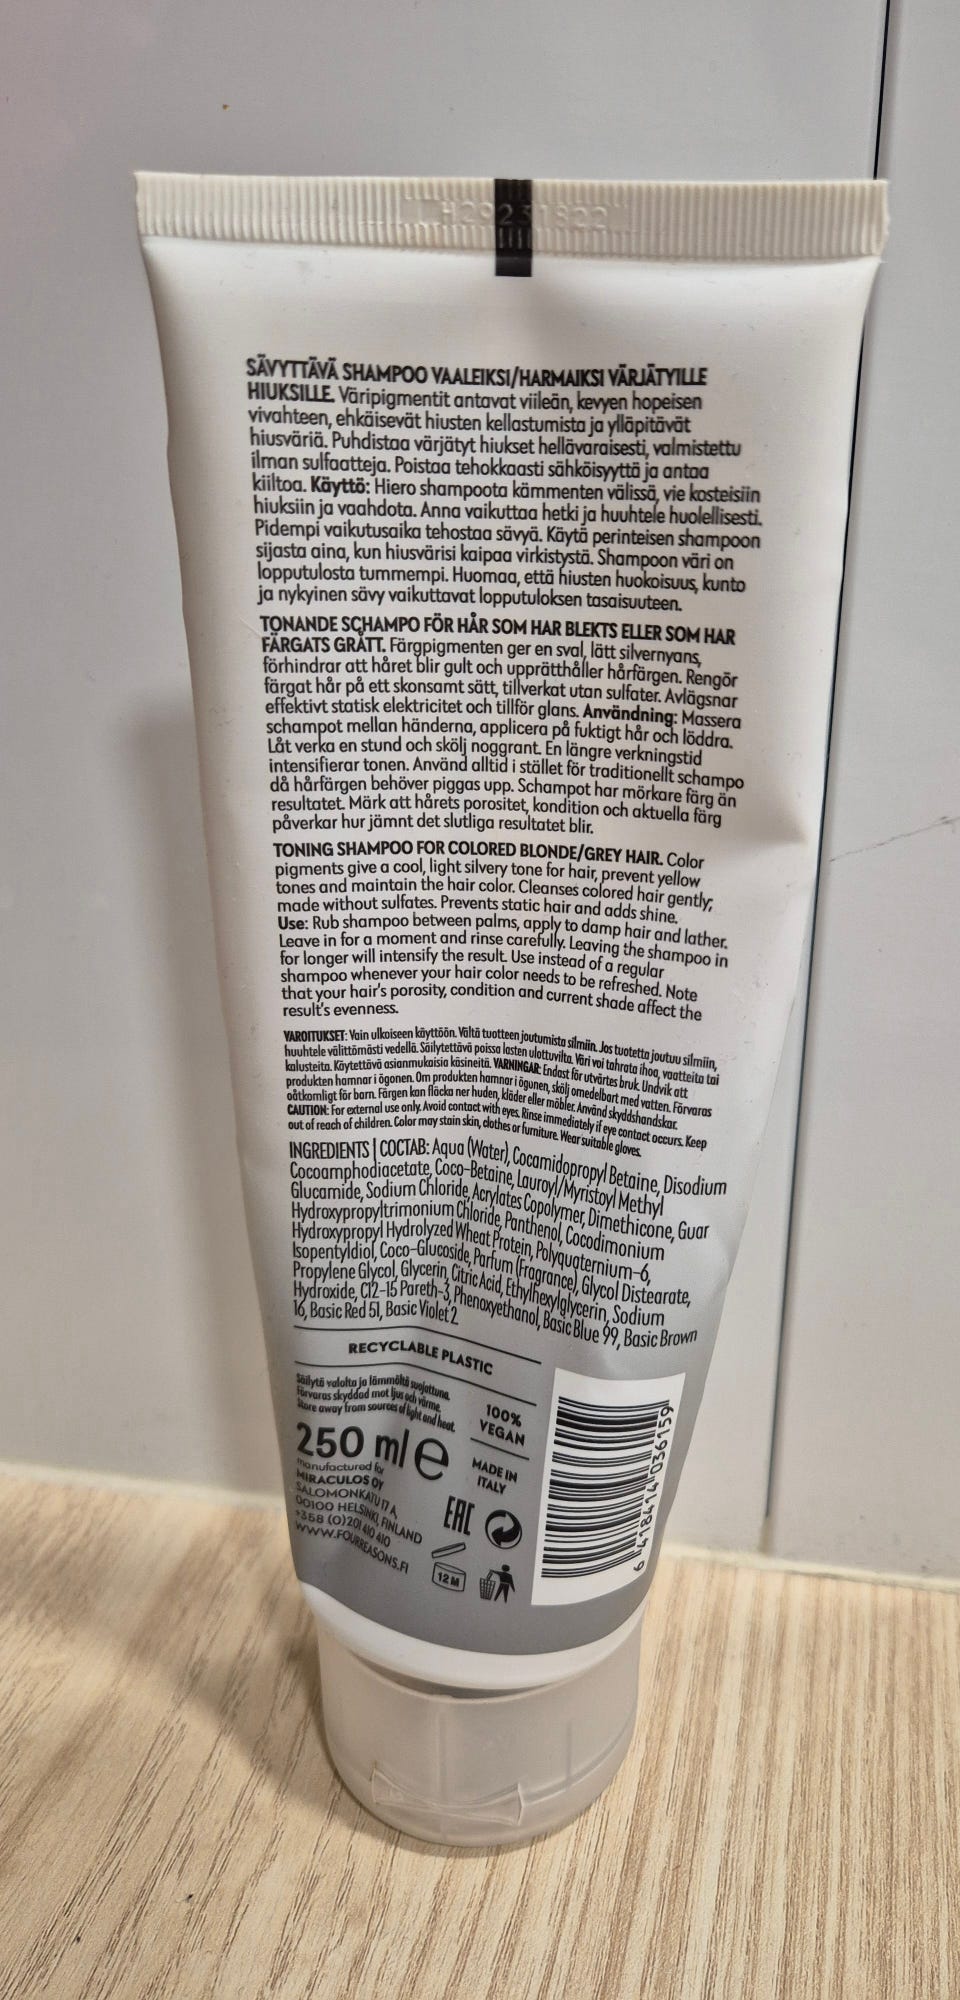 H29231822
SÄVYTTÄVÄ SHAMPOO VAALEIKSI/HARMAIKSI VÄRJÄTYILLE
HIUKSILLE. Väripigmentit antavat viileän, kevyen hopeisen
vivahteen, ehkäisevät hiusten kellastumista ja ylläpitävät
hiusväriä. Puhdistaa värjätyt hiukset hellävaraisesti, valmistettu
ilman sulfaatteja. Poistaa tehokkaasti sähköisyyttä ja antaa
kiiltoa. Käyttö: Hiero shampoota kämmenten välissä, vie kosteisiin
hiuksiin ja vaahdota. Anna vaikuttaa hetki ja huuhtele huolellisesti.
Pidempi vaikutusaika tehostaa sävyä. Käytä perinteisen shampoon
sijasta aina, kun hiusvärisi kaipaa virkistystä. Shampoon väri on
lopputulosta tummempi. Huomaa, että hiusten huokoisuus, kunto
ja nykyinen sävy vaikuttavat lopputuloksen tasaisuuteen.
TONANDE SCHAMPO FÖR HÅR SOM HAR BLEKTS ELLER SOM HAR
FÄRGATS GRÅTT. Färgpigmenten ger en sval, lätt silvernyans,
förhindrar att håret blir gult och upprätthåller hårfärgen. Rengör
färgat hår på ett skonsamt sätt, tillverkat utan sulfater. Avlägsnar
effektivt statisk elektricitet och tillför glans. Användning: Massera
schampot mellan händerna, applicera på fuktigt hår och löddra.
Låt verka en stund och skölj noggrant. En längre verkningstid
intensifierar tonen. Använd alltid i stället för traditionellt schampo
då hårfärgen behöver piggas upp. Schampot har mörkare färg än
resultatet. Märk att hårets porositet, kondition och aktuella färg
påverkar hur jämnt det slutliga resultatet blir.
TONING SHAMPOO FOR COLORED BLONDE/GREY HAIR. Color
pigments give a cool, light silvery tone for hair, prevent yellow
tones and maintain the hair color. Cleanses colored hair gently;
made without sulfates. Prevents static hair and adds shine.
Use: Rub shampoo between palms, apply to damp hair and lather.
Leave in for a moment and rinse carefully. Leaving the shampoo in
for longer will intensify the result. Use instead of a regular
shampoo whenever your hair color needs to be refreshed. Note
that your hair's porosity, condition and current shade affect the
result's evenness.
VAROITUKSET: Vain ulkoiseen käyttöön. Vältä tuotteen joutumista silmiin. Jos tuotetta joutuu silmiin,
huuhtele välittömästi vedellä. Säilytettävä poissa lasten ulottuvilta. Väri voi tahrata ihoa, vaatteita tai
kalusteita. Käytettävä asianmukaisia käsineitä. VARNINGAR: Endast för utvärtes bruk. Undvik att
produkten hamnar i ögonen. Om produkten hamnar i ögunen, skölj omedelbart med vatten. Förvaras
oåtkomligt för barn. Färgen kan fläcka ner huden, kläder eller möbler. Använd skyddshandskar.
CAUTION: For external use only. Avoid contact with eyes. Rinse immediately if eye contact occurs. Keep
out of reach of children. Color may stain skin, clothes or furniture. Wear suitable gloves.
INGREDIENTS | COCTAB: Aqua (Water), Cocamidopropyl Betaine, Disodium
Cocoamphodiacetate, Coco-Betaine, Lauroyl/Myristoyl Methyl
Glucamide, Sodium Chloride, Acrylates Copolymer, Dimethicone, Guar
Hydroxypropyltrimonium Chloride, Panthenol, Cocodimonium
Hydroxypropyl Hydrolyzed Wheat Protein, Polyquaternium-6,
Isopentyldiol, Coco-Glucoside, Parfum (Fragrance), Glycol Distearate,
Propylene Glycol, Glycerin, Citric Acid, Ethylhexylglycerin, Sodium
Hydroxide, C12-15 Pareth-3, Phenoxyethanol, Basic Blue 99, Basic Brown
16, Basic Red 51, Basic Violet 2
RECYCLABLE PLASTIC
Säilytä valolta ja lämmöltä suojattuna.
Förvaras skyddad mot ljus och värme.
Store away from sources of light and heat.
100%
VEGAN
250 ml e
MADE IN
ITALY
manufactured for
MIRACULOS OY
SALOMONKATU 17 A,
00100 HELSINKI, FINLAND
+358 (0)201 410 410
WWW.FOURREASONS.FI
EAC
12 M
6 418414 036159